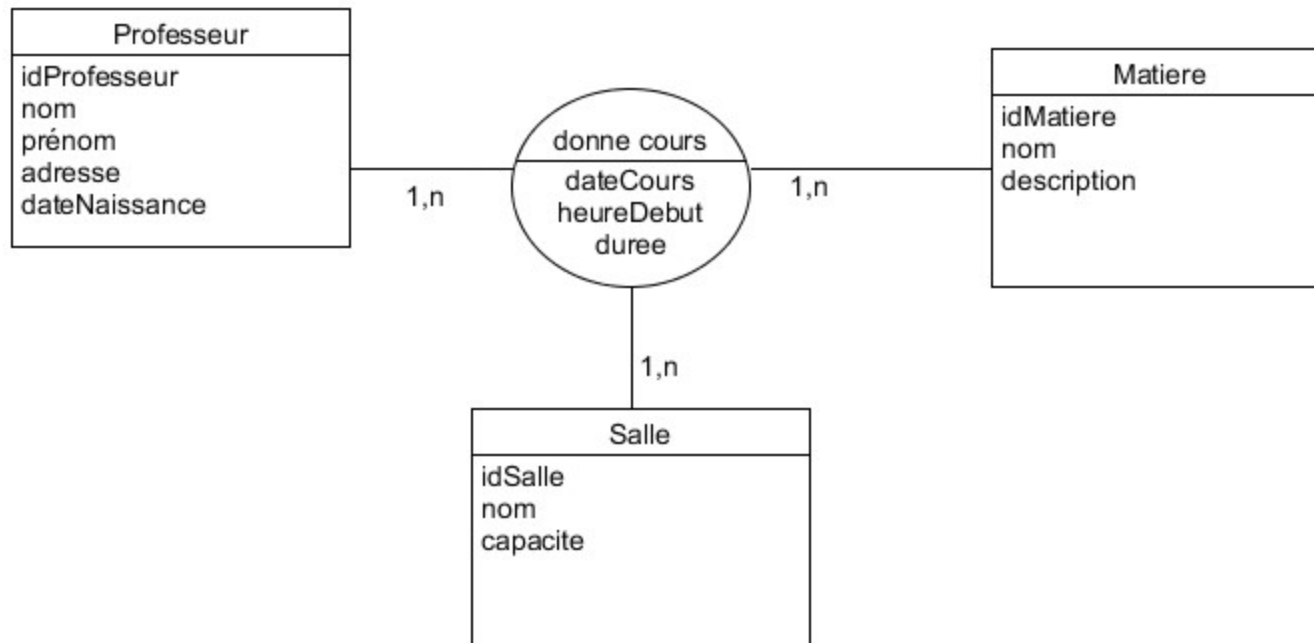 Professeur
idProfesseur
nom
prénom
adresse
dateNaissance
1,n
donne cours
dateCours
heureDebut
duree
1,n
Matiere
idMatiere
nom
description
1,n
Salle
idSalle
nom
capacite